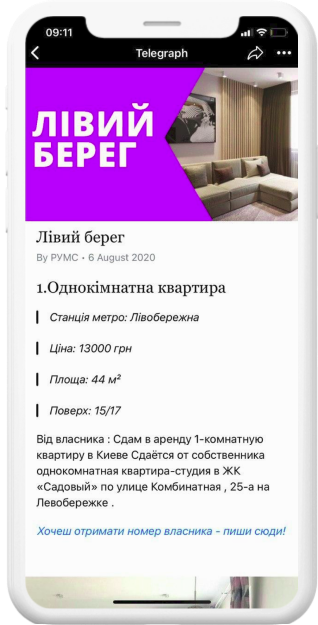 09:11
Telegraph
ЛІВИЙ
БЕРЕГ
Лівий берег
By РУМС • 6 August 2020
1.Однокімнатна квартира
Станція метро: Лівобережна
Ціна: 13000 грн
Площа: 44 м²
Поверх: 15/17
Від власника : Сдам в аренду 1-комнатную
квартиру в Киеве Сдаётся от собственника
однокомнатная квартира-студия в ЖК
«Садовый» по улице Комбинатная , 25-а на
Левобережке .
Хочеш отримати номер власника - пиши сюди!